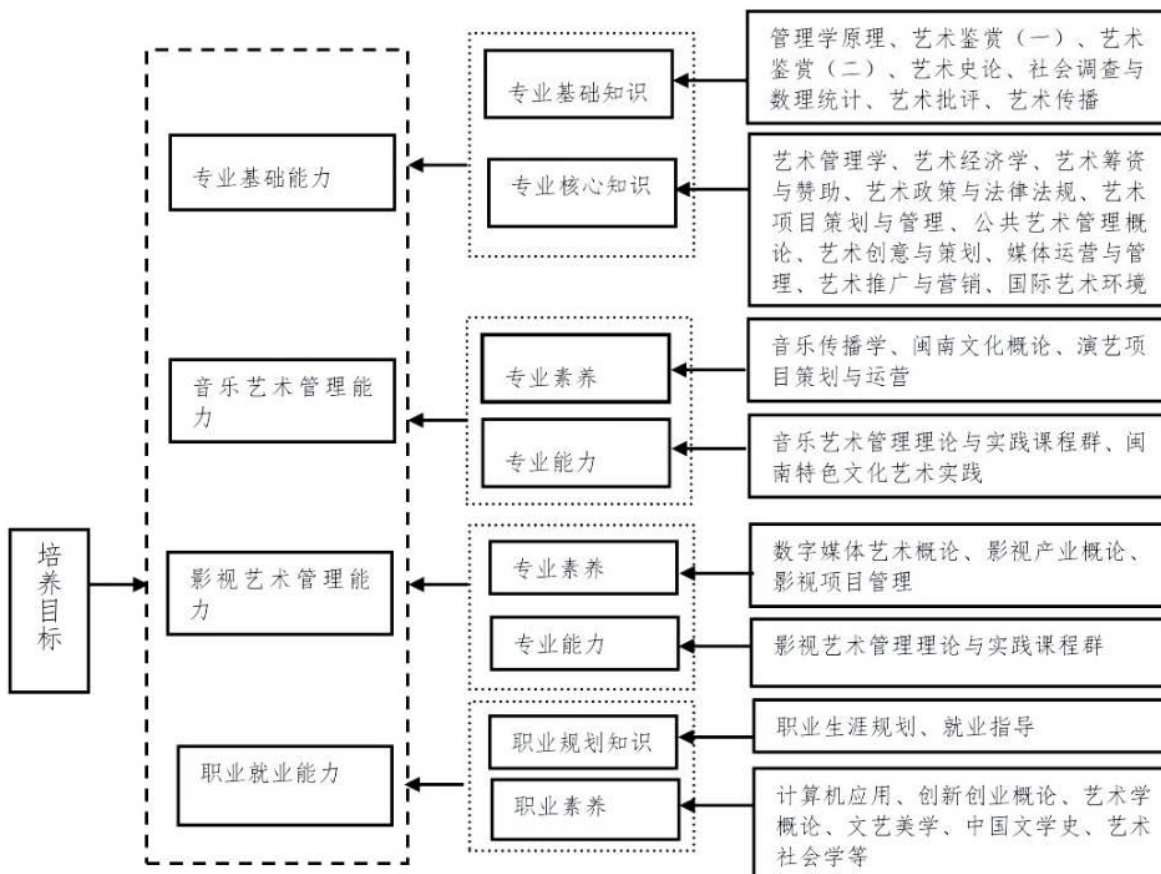 培养目标
专业基础能力
音乐艺术管理能
力
影视艺术管理能
力
职业就业能力
专业基础知识
专业核心知识
专业素养
专业能力
专业素养
专业能力
职业规划知识
职业素养
管理学原理、艺术鉴赏（一）、艺术
鉴赏（二）、艺术史论、社会调查与
数理统计、艺术批评、艺术传播
艺术管理学、艺术经济学、艺术筹资
与赞助、艺术政策与法律法规、艺术
项目策划与管理、公共艺术管理概
论、艺术创意与策划、媒体运营与管
理、艺术推广与营销、国际艺术环境
音乐传播学、闽南文化概论、演艺项
目策划与运营
音乐艺术管理理论与实践课程群、闽
南特色文化艺术实践
数字媒体艺术概论、影视产业概论、
影视项目管理
影视艺术管理理论与实践课程群
职业生涯规划、就业指导
计算机应用、创新创业概论、艺术学
概论、文艺美学、中国文学史、艺术
社会学等